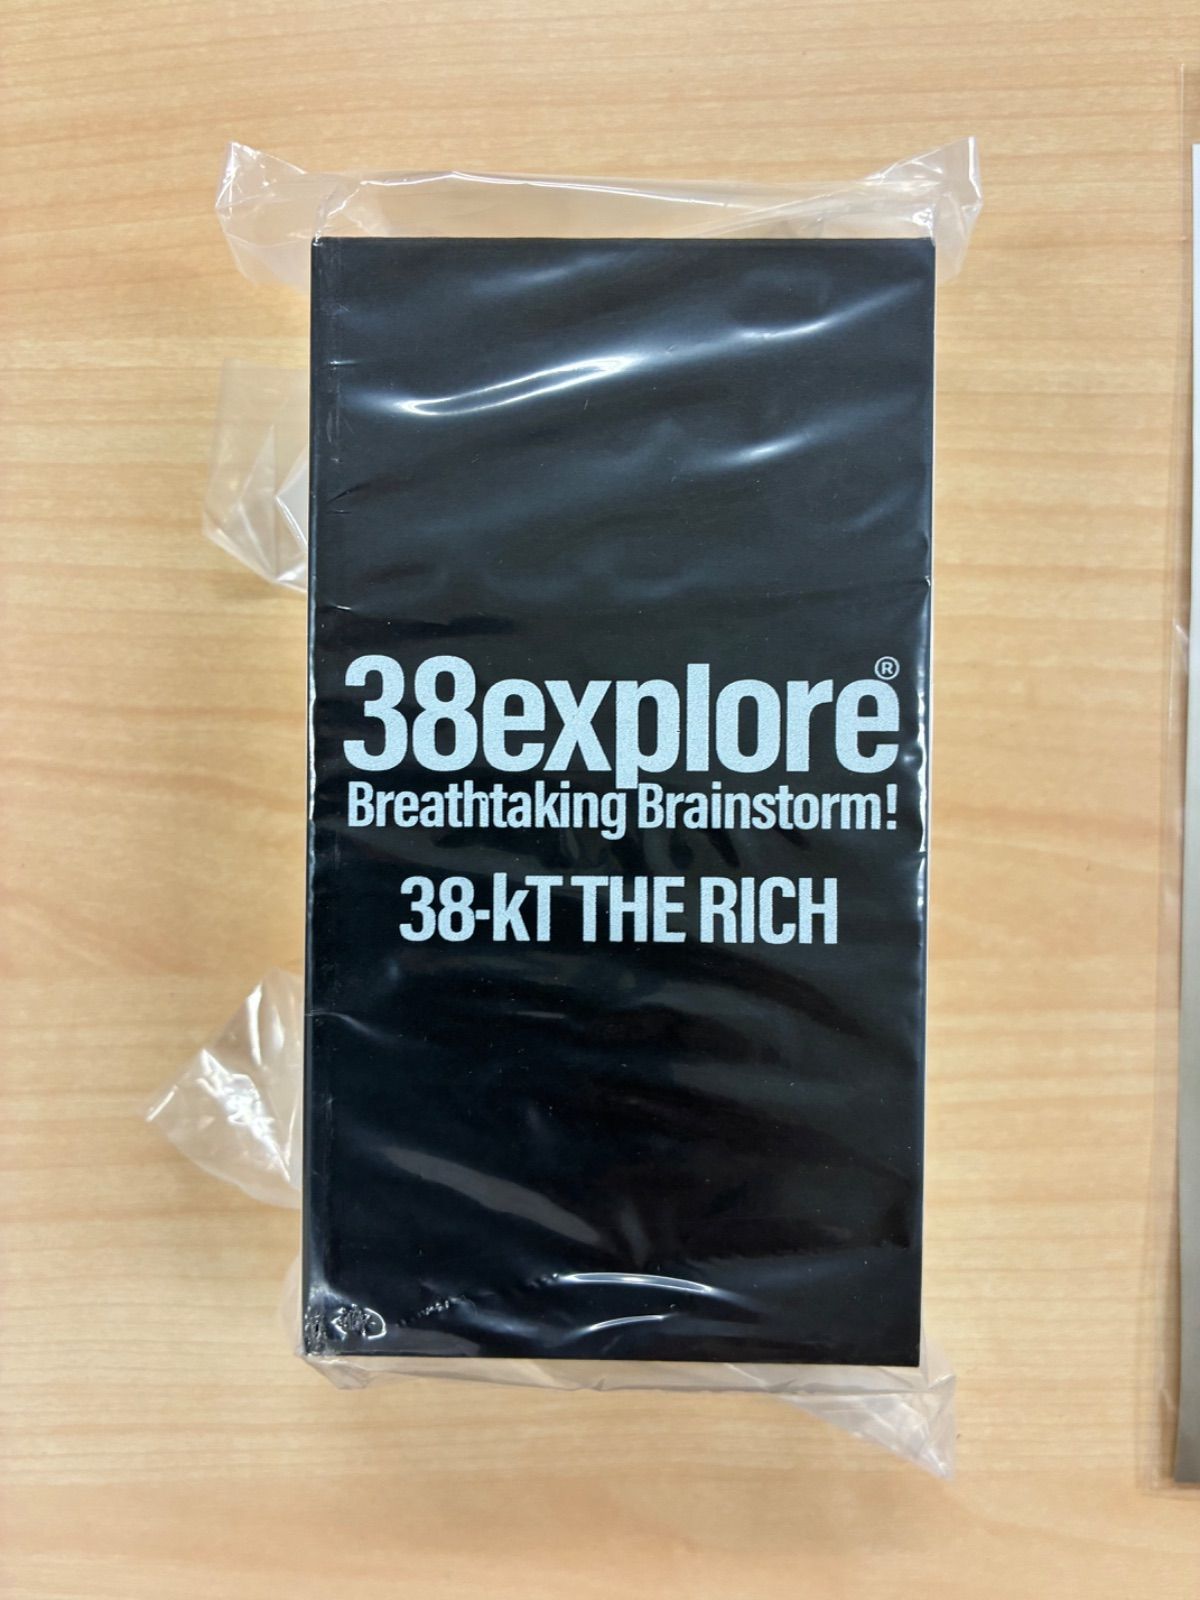 38explore®
Breathtaking Brainstorm!
38-kT THE RICH